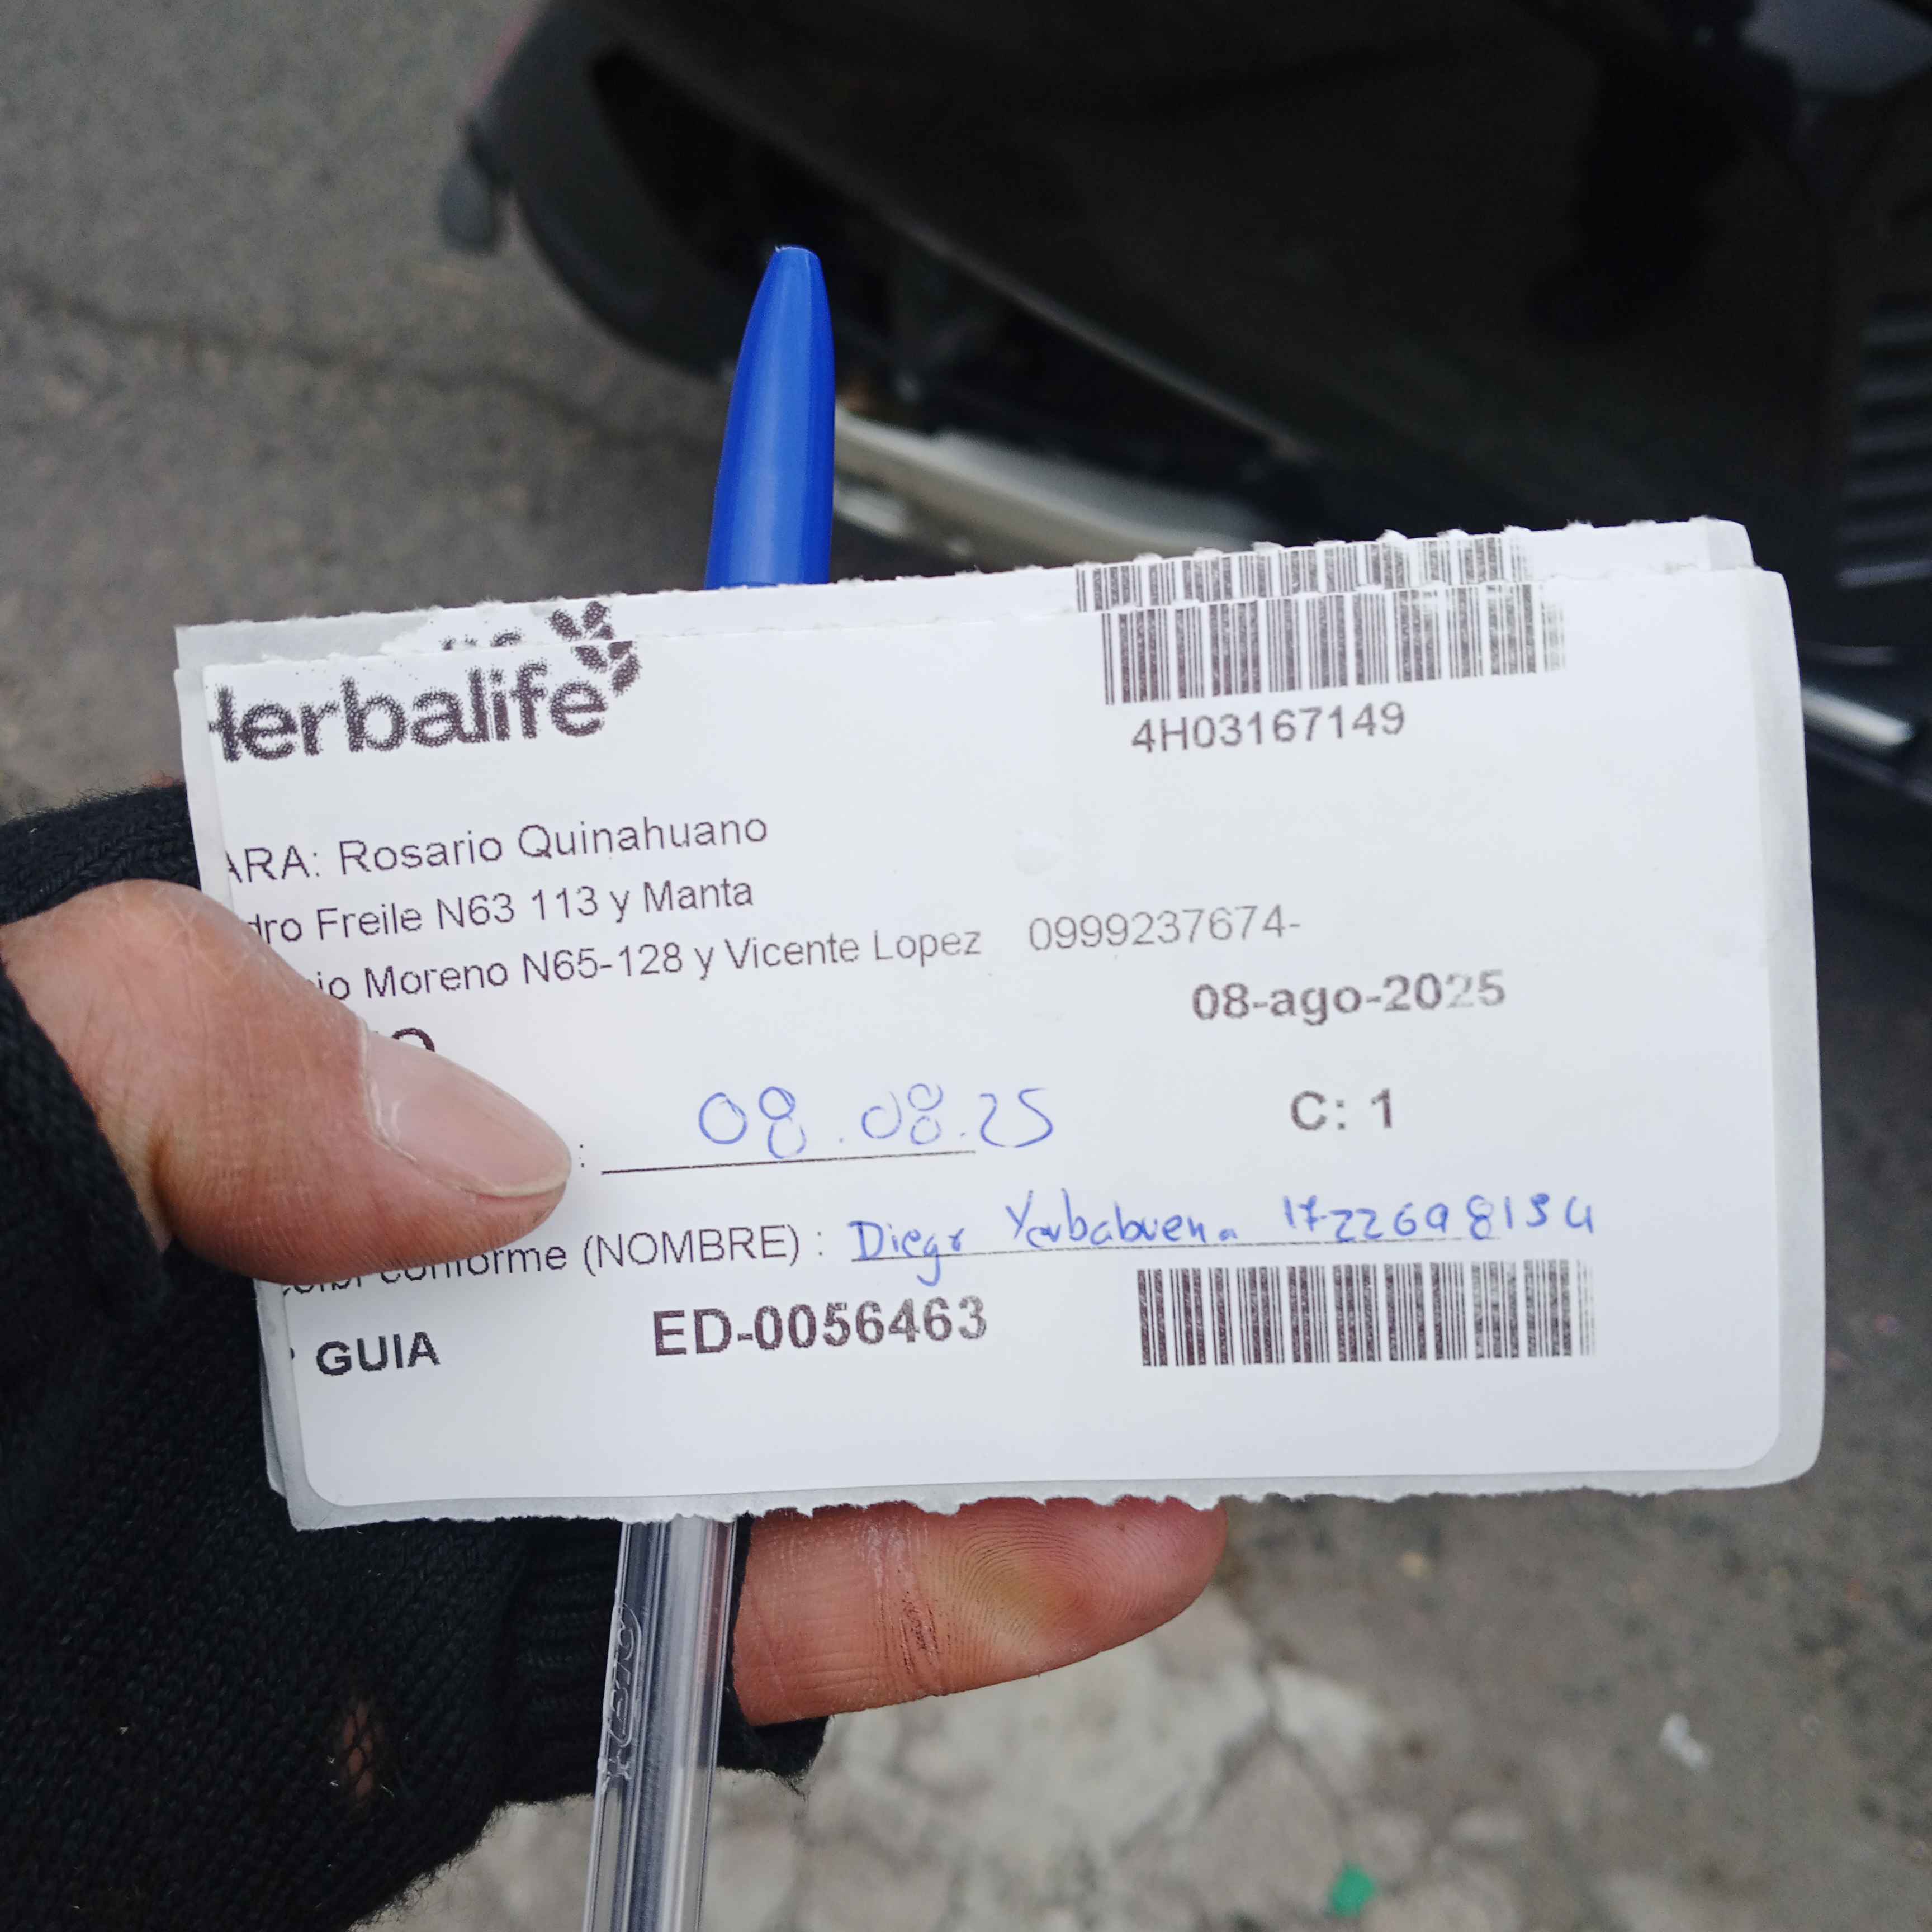 Herbalife
4H03167149
ARA: Rosario Quinahuano
dro Freile N63 113 y Manta
io Moreno N65-128 y Vicente Lopez 0999237674-
08-ago-2025
: 08.08.25
C: 1
conforme (NOMBRE) : Diego Yerbabuena 1722698134
GUIA ED-0056463